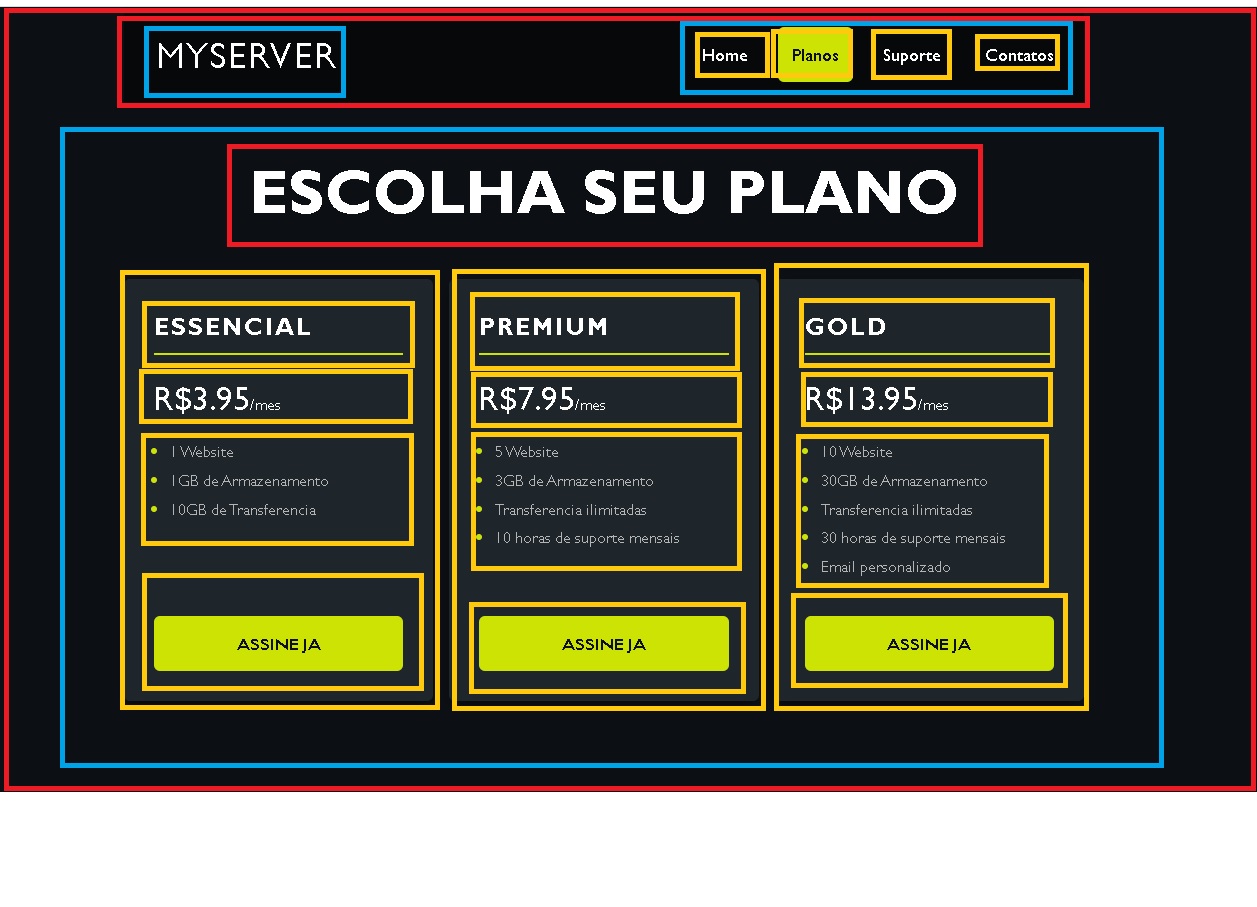 MYSERVER
Home Planos Suporte Contatos
ESCOLHA SEU PLANO
ESSENCIAL
R$3.95/mes
1 Website
1GB de Armazenamento
10GB de Transferencia
ASSINE JA
PREMIUM
R$7.95/mes
5 Website
3GB de Armazenamento
Transferencia ilimitadas
10 horas de suporte mensais
ASSINE JA
GOLD
R$13.95/mes
10 Website
30GB de Armazenamento
Transferencia ilimitadas
30 horas de suporte mensais
Email personalizado
ASSINE JA